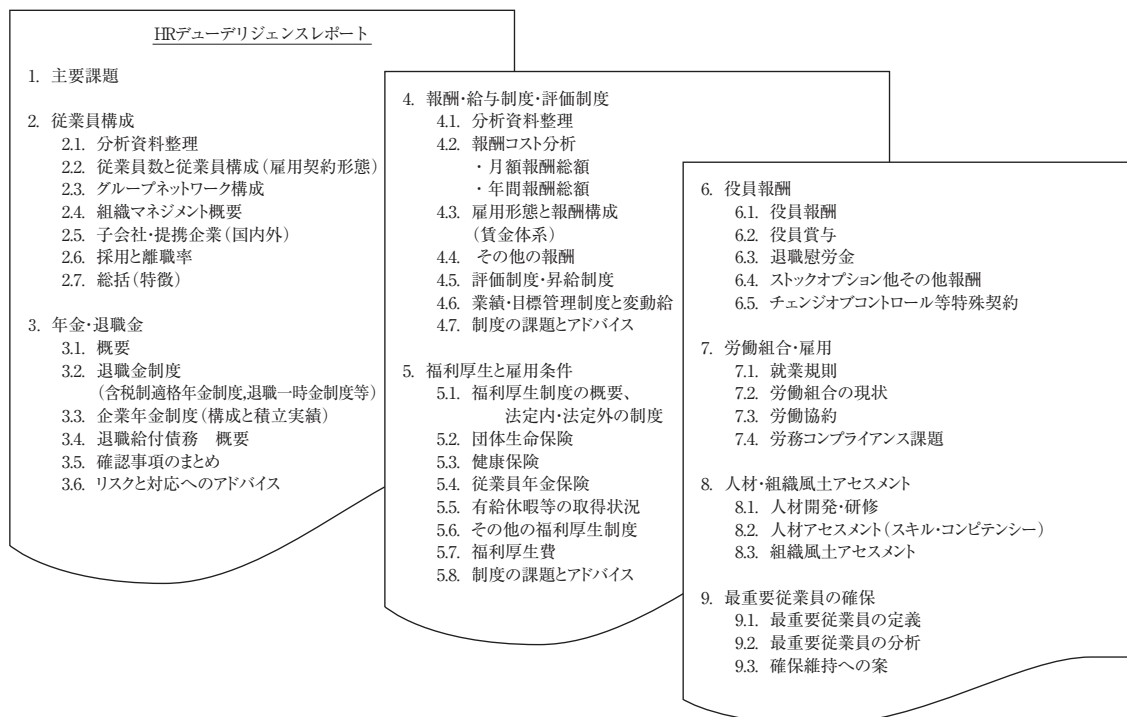 HRデューデリジェンスレポート
1. 主要課題
2. 従業員構成
2.1. 分析資料整理
2.2. 従業員数と従業員構成（雇用契約形態）
2.3. グループネットワーク構成
2.4. 組織マネジメント概要
2.5. 子会社・提携企業（国内外）
2.6. 採用と離職率
2.7. 総括（特徴）
3. 年金・退職金
3.1. 概要
3.2. 退職金制度
（含税制適格年金制度,退職一時金制度等）
3.3. 企業年金制度（構成と積立実績）
3.4. 退職給付債務　概要
3.5. 確認事項のまとめ
3.6. リスクと対応へのアドバイス
4. 報酬・給与制度・評価制度
4.1. 分析資料整理
4.2. 報酬コスト分析
・月額報酬総額
・年間報酬総額
4.3. 雇用形態と報酬構成
（賃金体系）
4.4. その他の報酬
4.5. 評価制度・昇給制度
4.6. 業績・目標管理制度と変動給
4.7. 制度の課題とアドバイス
5. 福利厚生と雇用条件
5.1. 福利厚生制度の概要、
法定内・法定外の制度
5.2. 団体生命保険
5.3. 健康保険
5.4. 従業員年金保険
5.5. 有給休暇等の取得状況
5.6. その他の福利厚生制度
5.7. 福利厚生費
5.8. 制度の課題とアドバイス
6. 役員報酬
6.1. 役員報酬
6.2. 役員賞与
6.3. 退職慰労金
6.4. ストックオプション他その他報酬
6.5. チェンジオブコントロール等特殊契約
7. 労働組合・雇用
7.1. 就業規則
7.2. 労働組合の現状
7.3. 労働協約
7.4. 労務コンプライアンス課題
8. 人材・組織風土アセスメント
8.1. 人材開発・研修
8.2. 人材アセスメント（スキル・コンピテンシー）
8.3. 組織風土アセスメント
9. 最重要従業員の確保
9.1. 最重要従業員の定義
9.2. 最重要従業員の分析
9.3. 確保維持への案